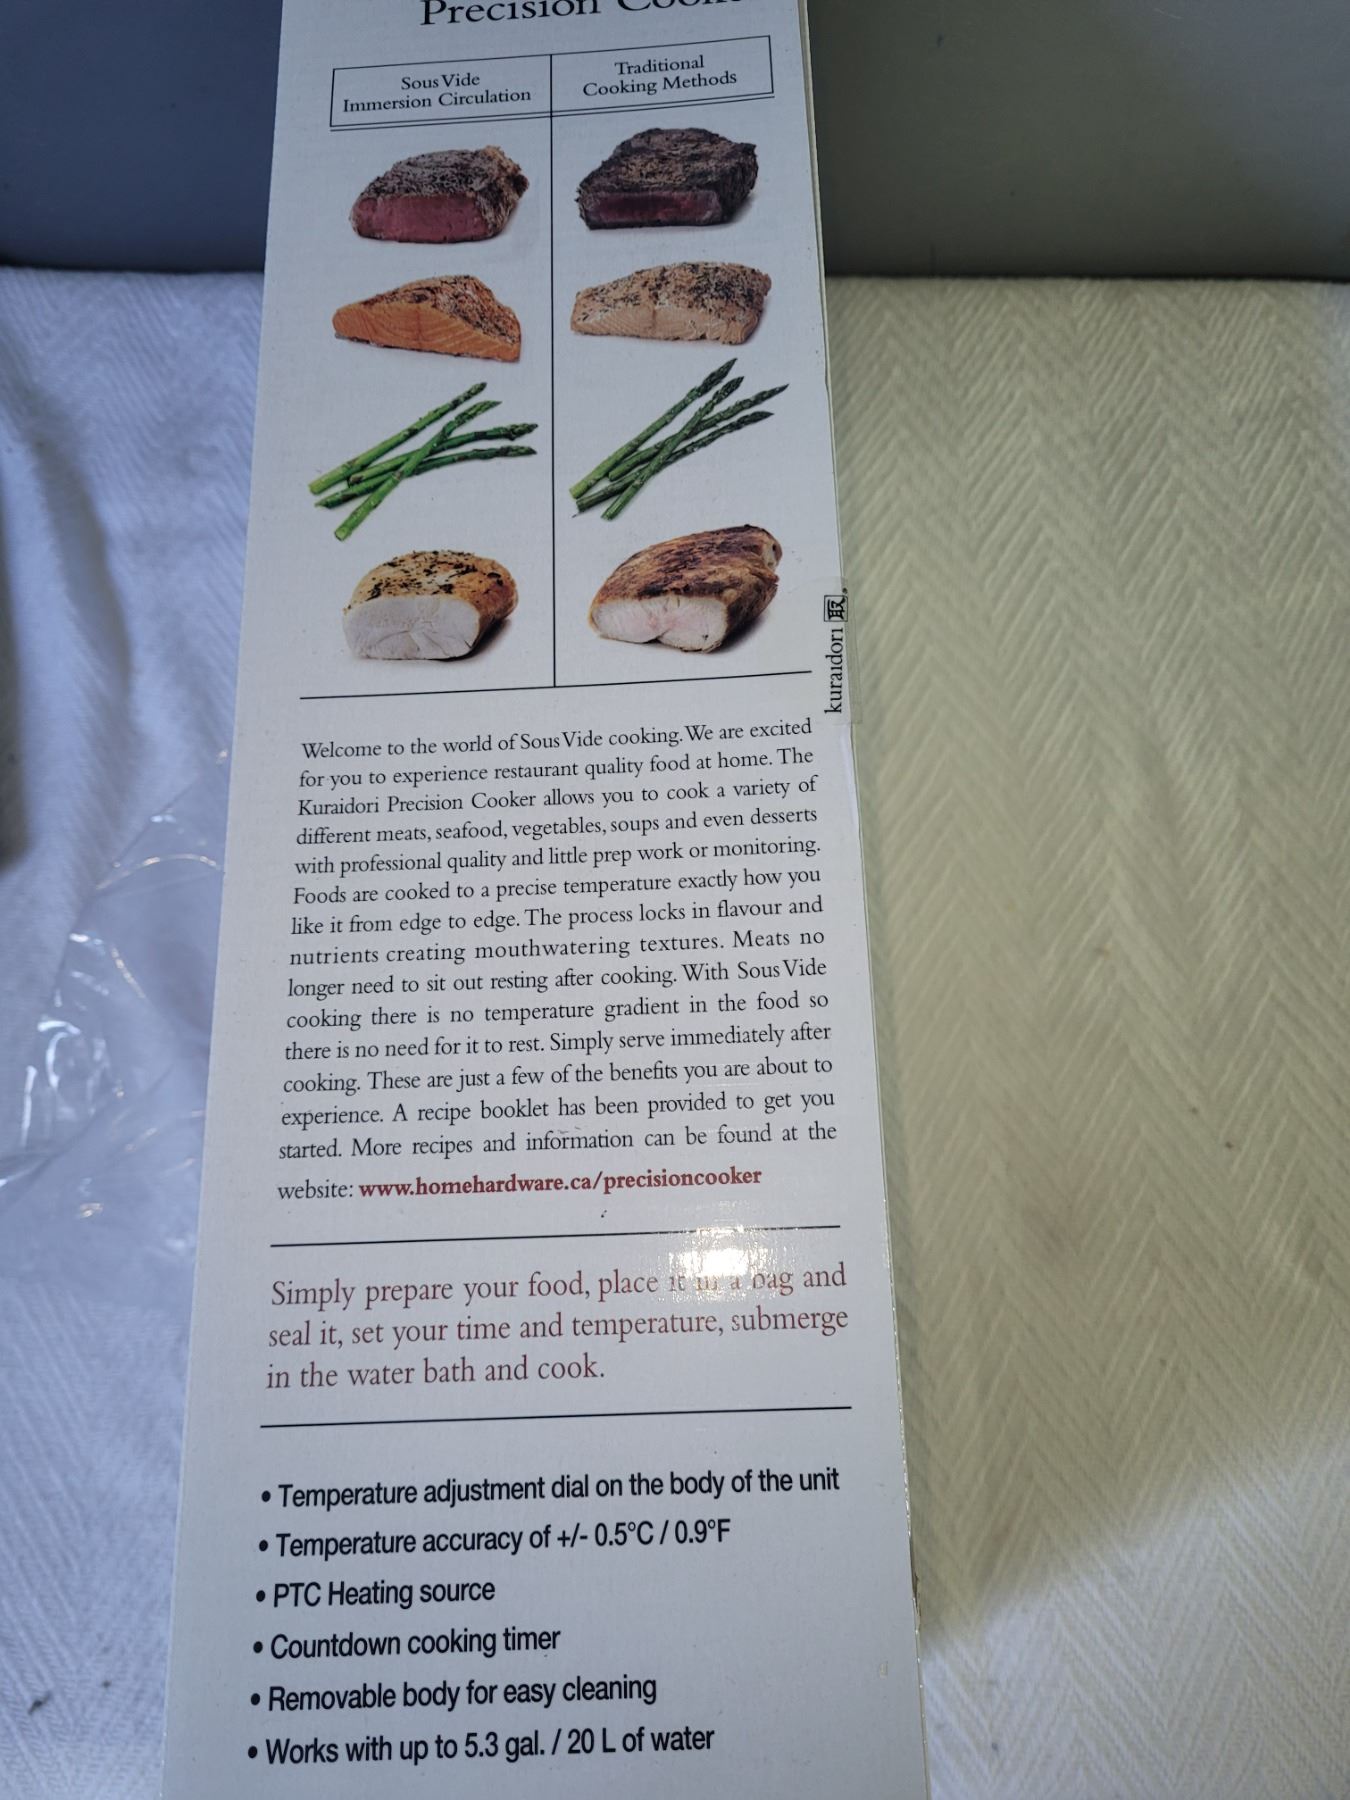 Precision
Sous Vide
Immersion Circulation
Traditional
Cooking Methods
kuraidori 取
Welcome to the world of Sous Vide cooking. We are excited
for you to experience restaurant quality food at home. The
Kuraidori Precision Cooker allows you to cook a variety of
different meats, seafood, vegetables, soups and even desserts
with professional quality and little prep work or monitoring.
Foods are cooked to a precise temperature exactly how you
like it from edge to edge. The process locks in flavour and
nutrients creating mouthwatering textures. Meats no
longer need to sit out resting after cooking. With Sous Vide
cooking there is no temperature gradient in the food so
there is no need for it to rest. Simply serve immediately after
cooking. These are just a few of the benefits you are about to
experience. A recipe booklet has been provided to get you
started. More recipes and information can be found at the
website: www.homehardware.ca/precisioncooker
Simply prepare your food, place it in a bag and
seal it, set your time and temperature, submerge
in the water bath and cook.
• Temperature adjustment dial on the body of the unit
• Temperature accuracy of +/- 0.5°C / 0.9°F
• PTC Heating source
• Countdown cooking timer
• Removable body for easy cleaning
• Works with up to 5.3 gal. / 20 L of water